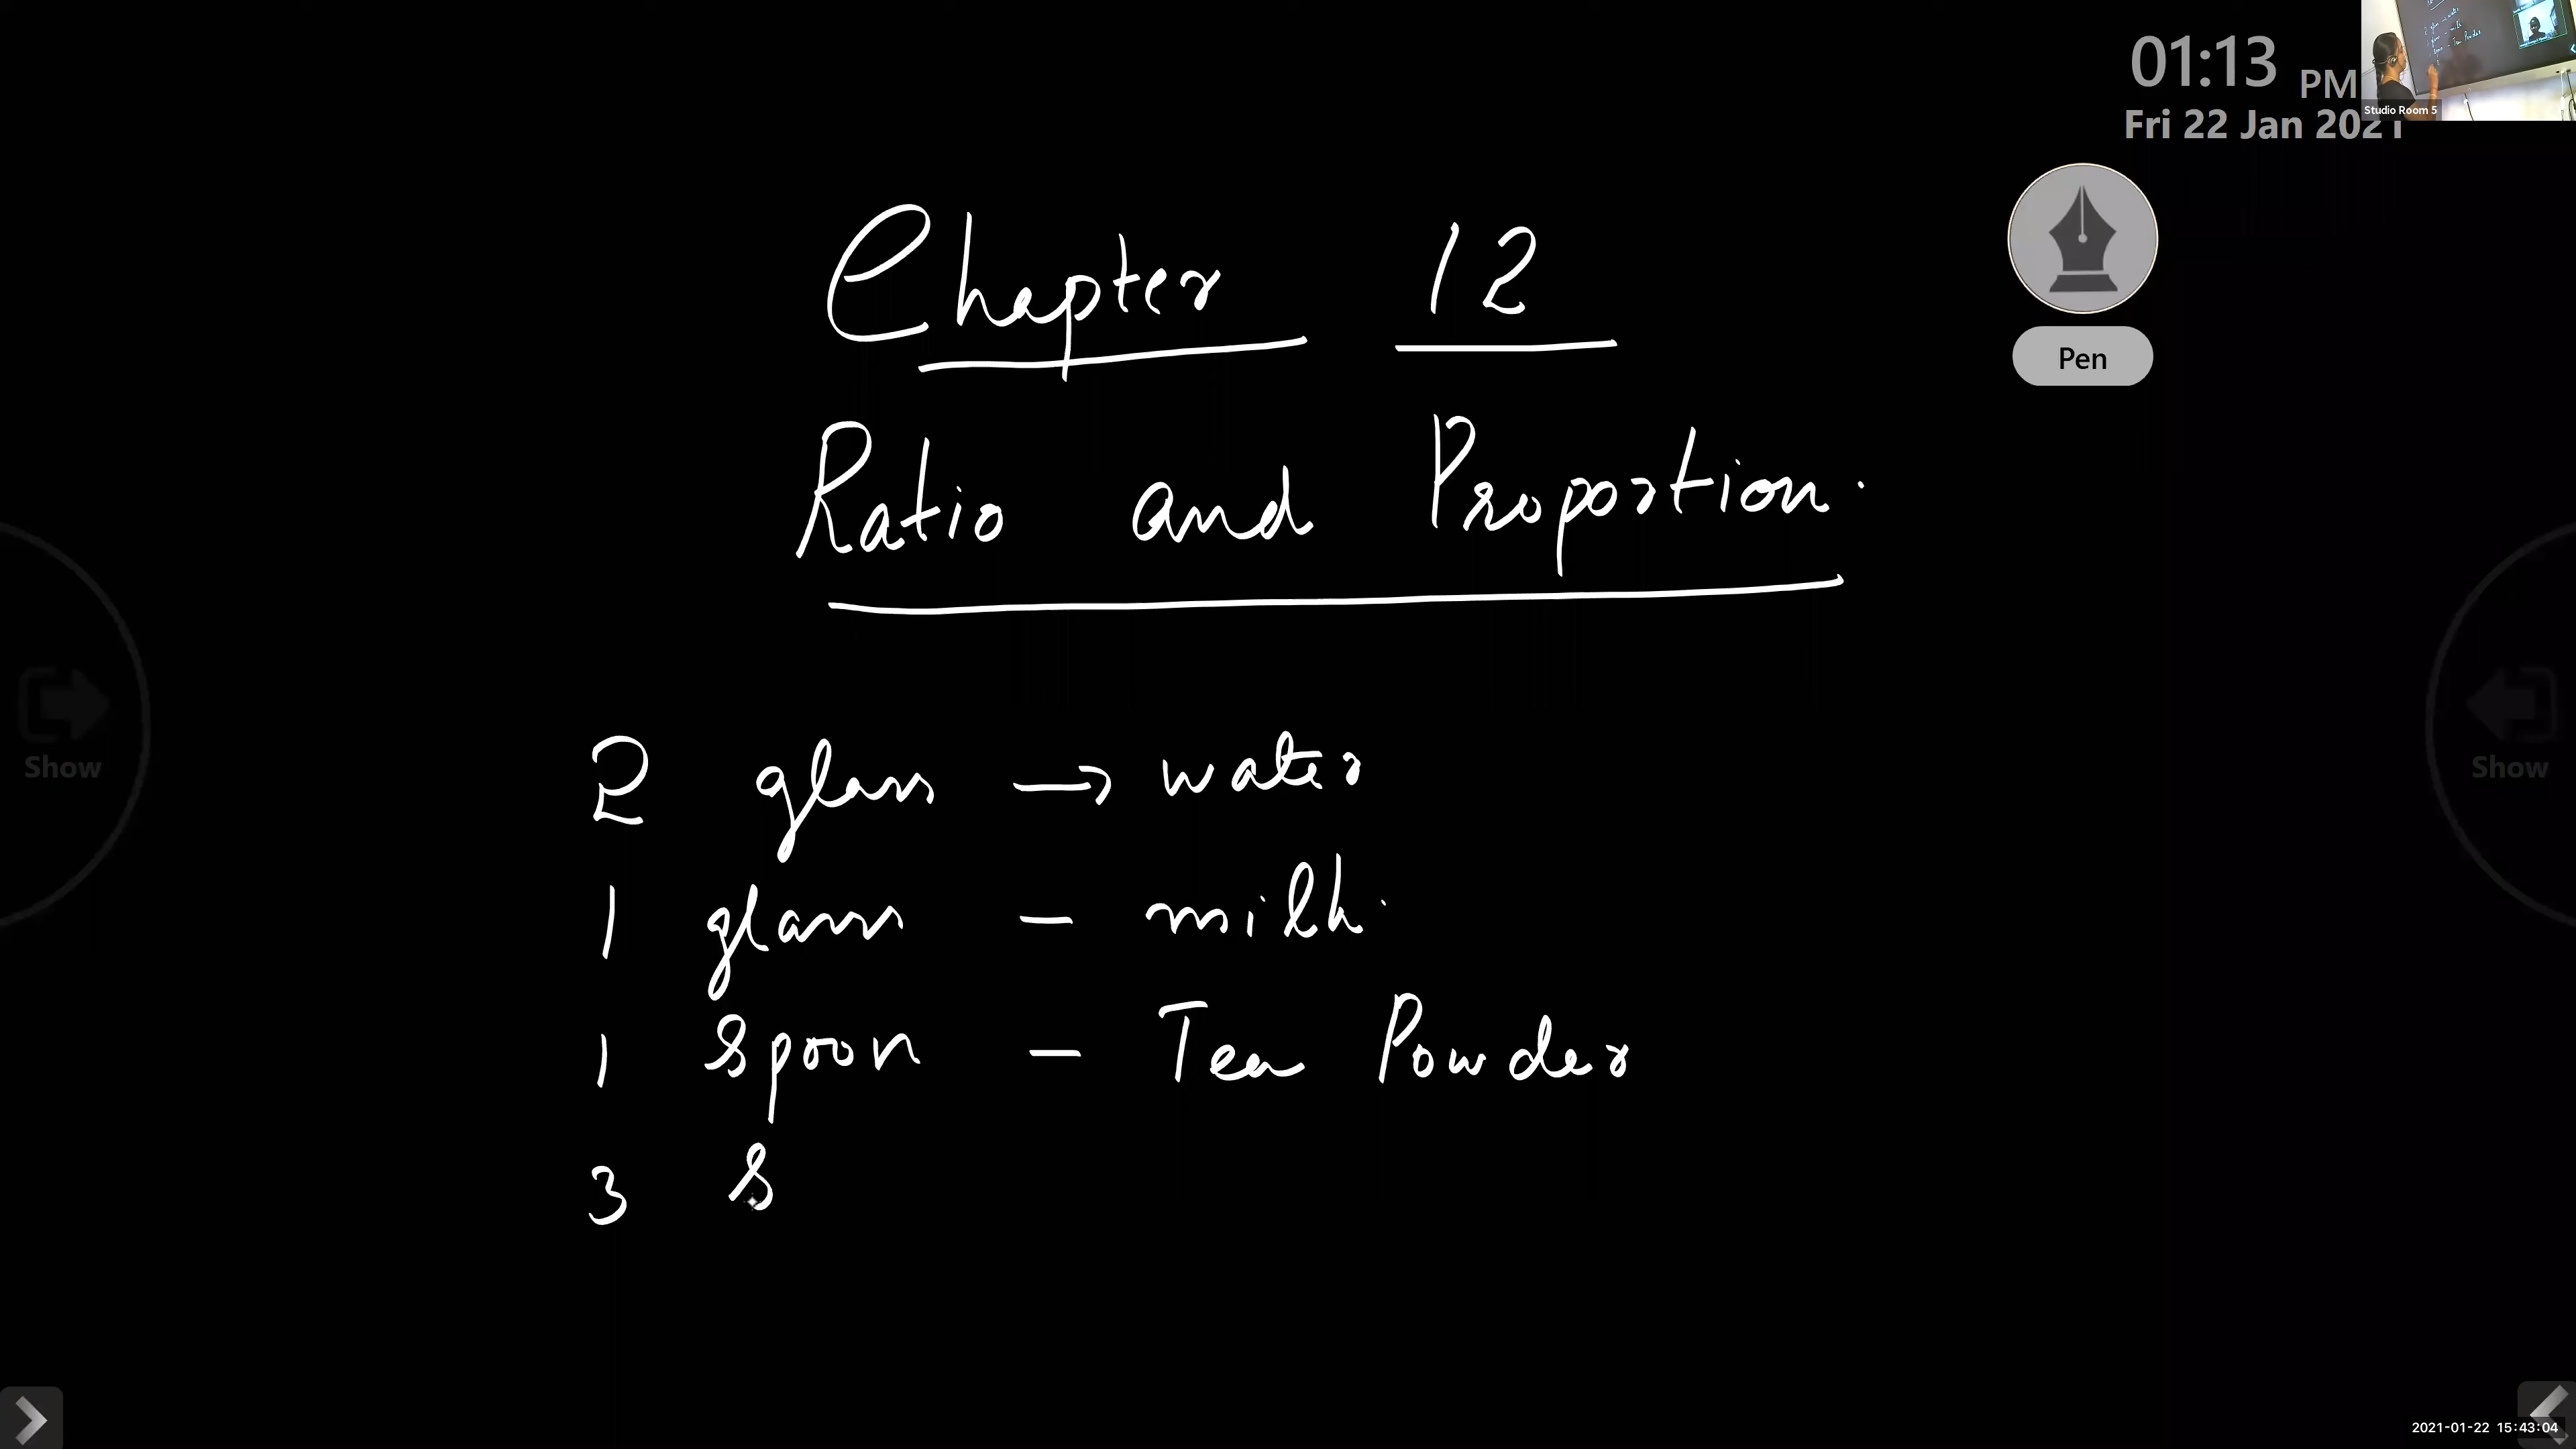 01:13 PM
Fri 22 Jan 2021
Studio Room 5
Pen
Chapter 12
Ratio and Proportion.
2 glass → water
1 glass - milk.
1 spoon - Tea Powder
3 s
Show
Show
2021-01-22 15:43:04